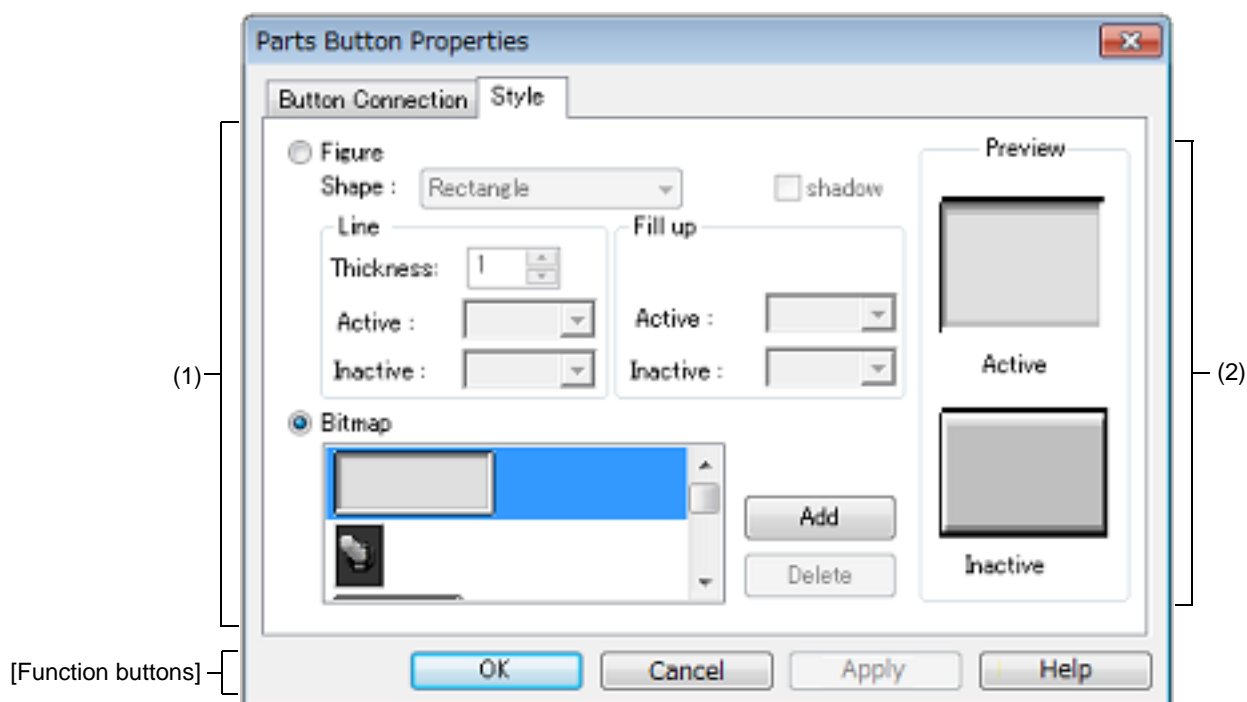 Parts Button Properties
Button Connection
Style
Figure
Shape : Rectangle
shadow
Line
Thickness: 1
Active :
Inactive :
Fill up
Active :
Inactive :
Bitmap
Add
Delete
Preview
Active
Inactive
(1)
(2)
[Function buttons]
OK
Cancel
Apply
Help